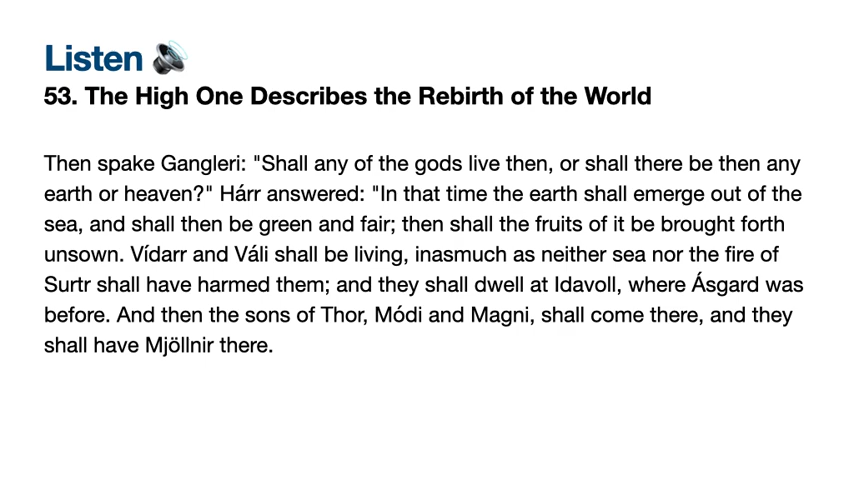 Listen 🔊
53. The High One Describes the Rebirth of the World
Then spake Gangleri: "Shall any of the gods live then, or shall there be then any
earth or heaven?" Hárr answered: "In that time the earth shall emerge out of the
sea, and shall then be green and fair; then shall the fruits of it be brought forth
unsown. Vídarr and Váli shall be living, inasmuch as neither sea nor the fire of
Surtr shall have harmed them; and they shall dwell at Idavoll, where Ásgard was
before. And then the sons of Thor, Módi and Magni, shall come there, and they
shall have Mjöllnir there.